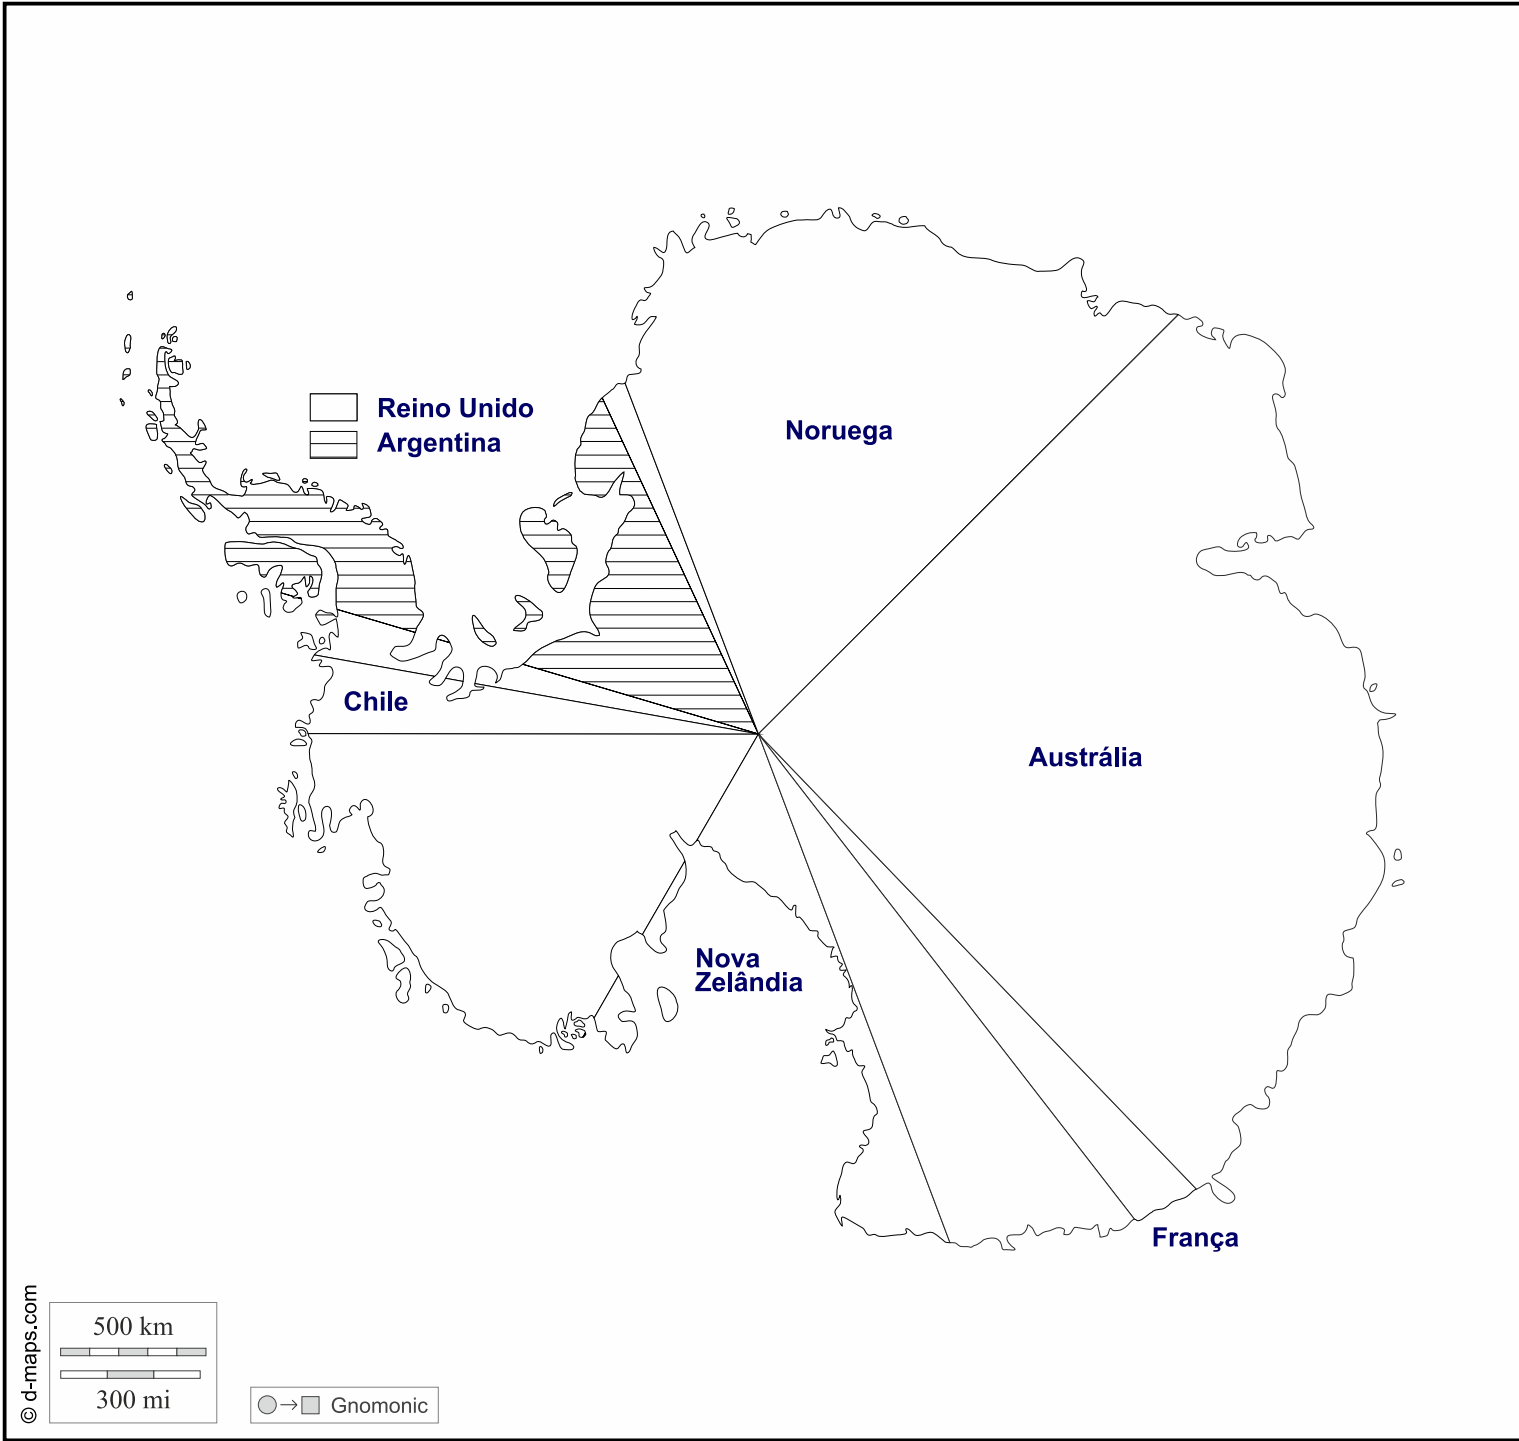 Reino Unido
Argentina
Noruega
Chile
Austrália
Nova
Zelândia
França
© d-maps.com
500 km
300 mi
Gnomonic